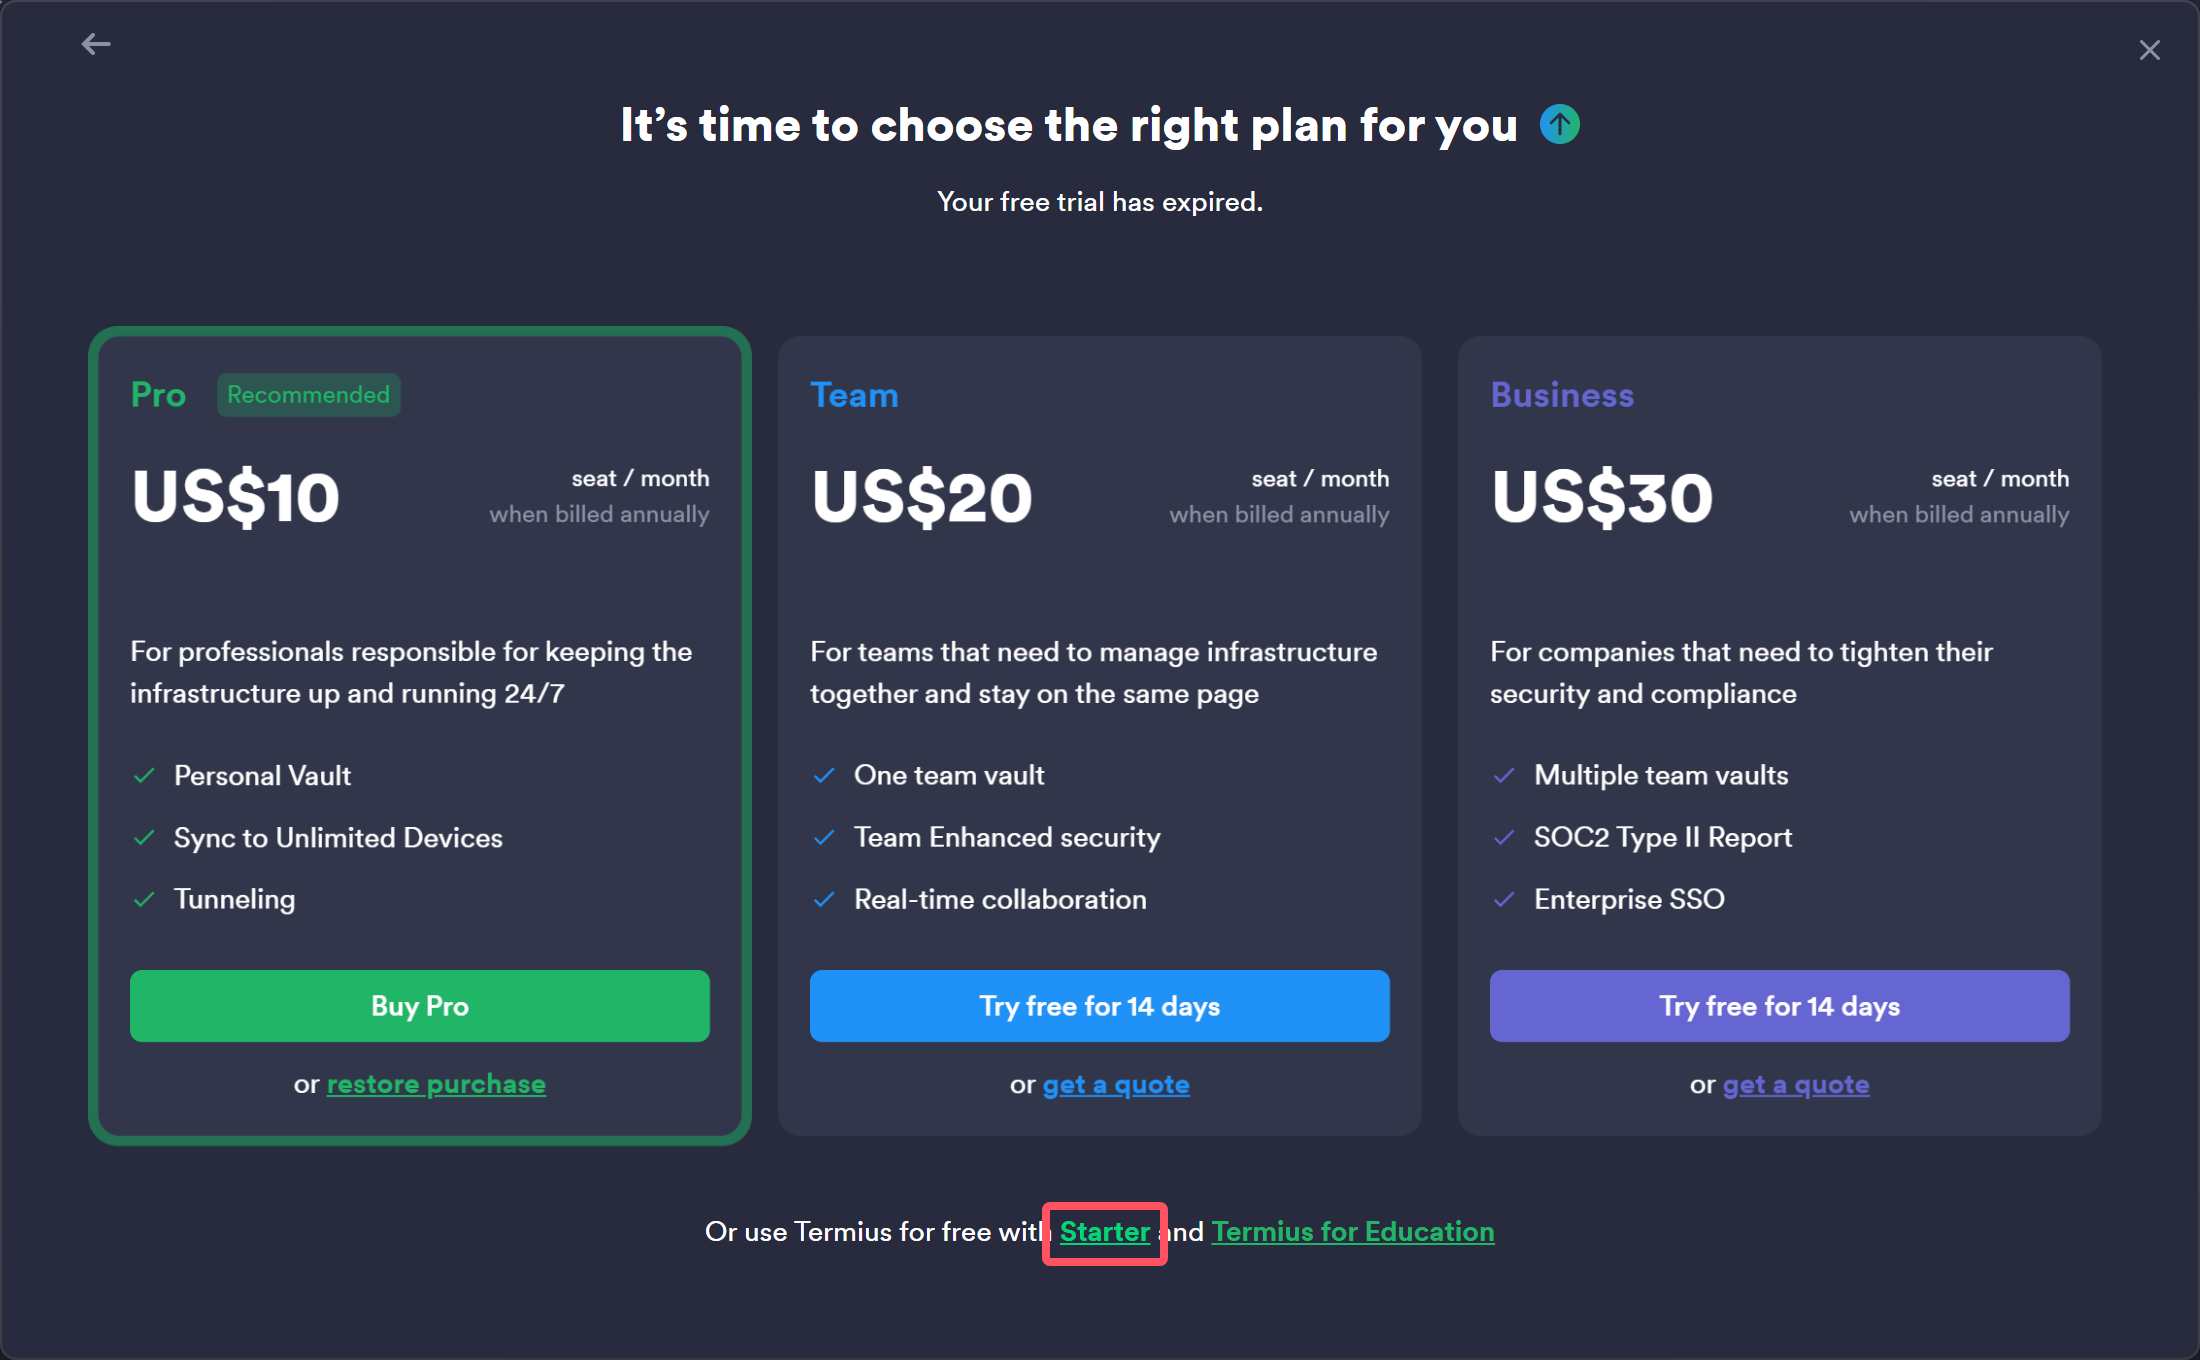 It’s time to choose the right plan for you
Your free trial has expired.
Pro Recommended
US$10
seat / month
when billed annually
For professionals responsible for keeping the
infrastructure up and running 24/7
Personal Vault
Sync to Unlimited Devices
Tunneling
Buy Pro
or restore purchase
Team
US$20
seat / month
when billed annually
For teams that need to manage infrastructure
together and stay on the same page
One team vault
Team Enhanced security
Real-time collaboration
Try free for 14 days
or get a quote
Business
US$30
seat / month
when billed annually
For companies that need to tighten their
security and compliance
Multiple team vaults
SOC2 Type II Report
Enterprise SSO
Try free for 14 days
or get a quote
Or use Termius for free with Starter and Termius for Education